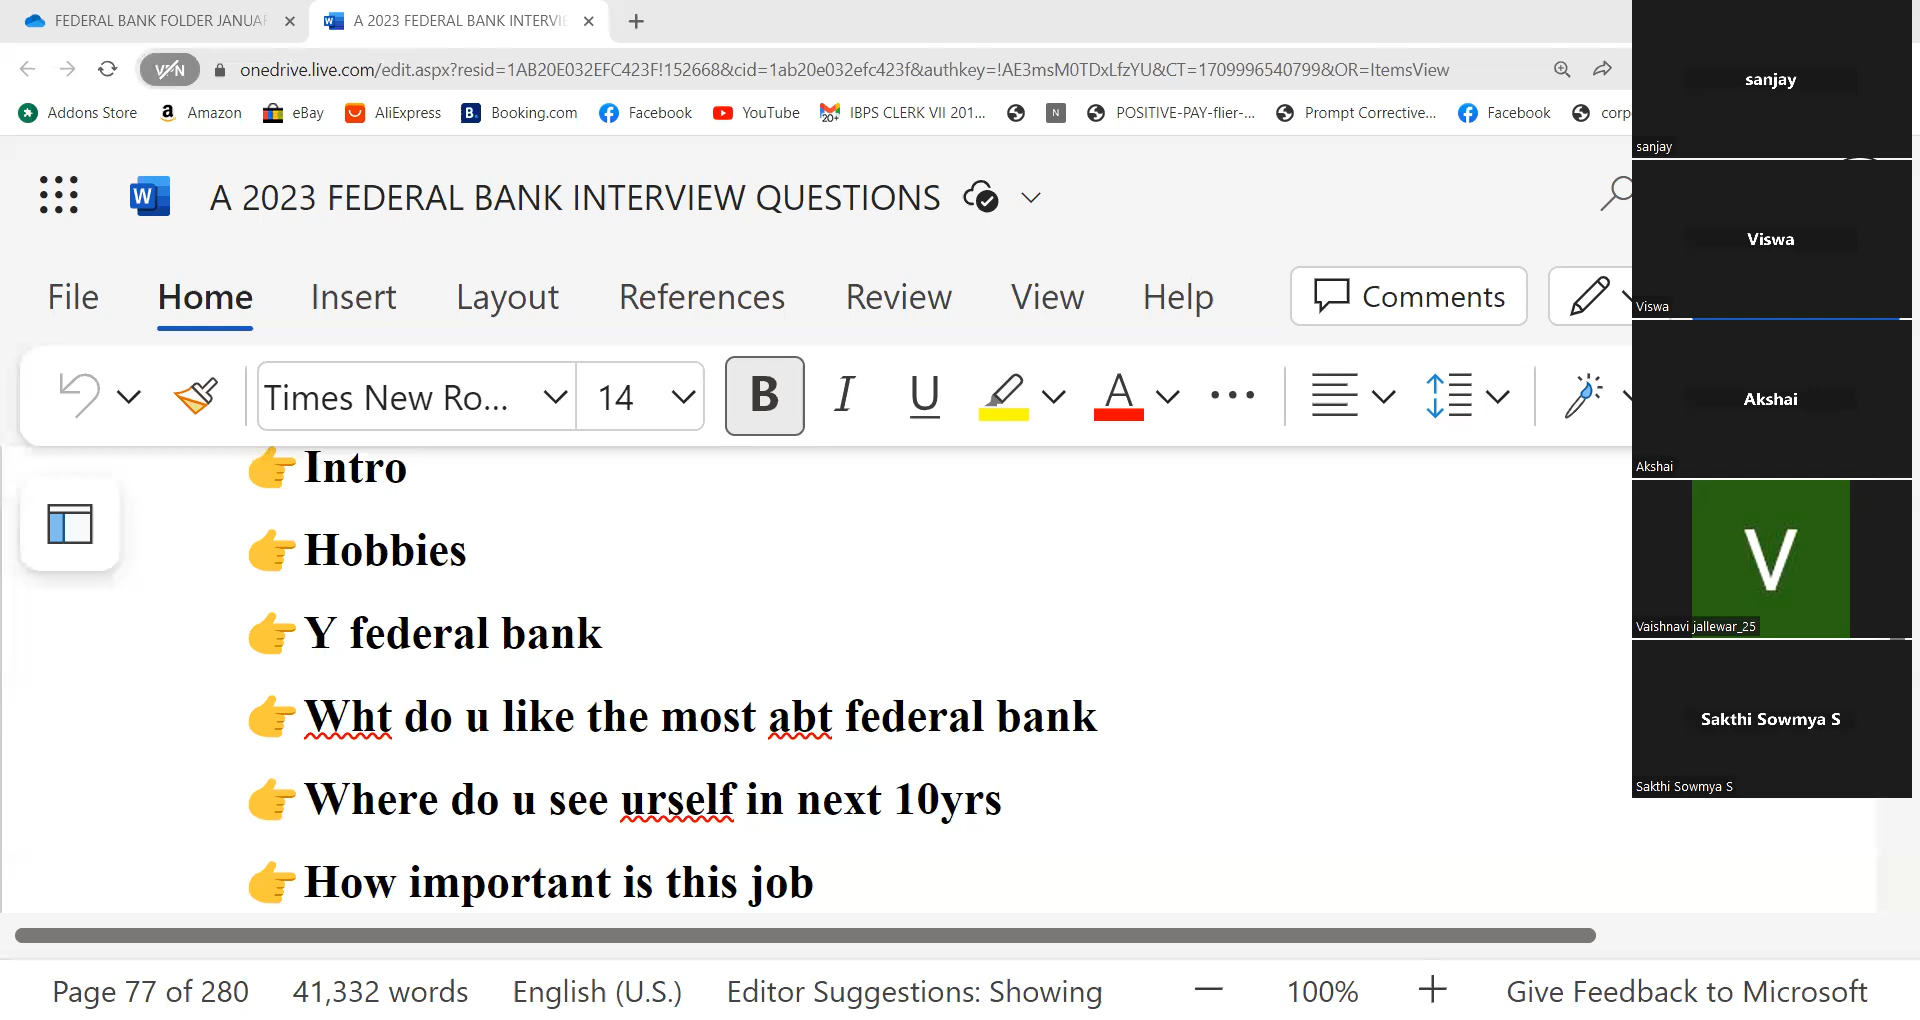 FEDERAL BANK FOLDER JANUAR
A 2023 FEDERAL BANK INTERVIE
VPN
onedrive.live.com/edit.aspx?resid=1AB20E032EFC423F!152668&cid=1ab20e032efc423f&authkey=!AE3msM0TDxLfzYU&CT=1709996540799&OR=ItemsView
Addons Store
Amazon
eBay
AliExpress
Booking.com
Facebook
YouTube
20+
IBPS CLERK VII 201...
N
POSITIVE-PAY-flier-...
Prompt Corrective...
Facebook
corp
A 2023 FEDERAL BANK INTERVIEW QUESTIONS
File
Home
Insert
Layout
References
Review
View
Help
Comments
Times New Ro...
14
B
I
U
A
👉Intro
👉Hobbies
👉Y federal bank
👉Wht do u like the most abt federal bank
👉Where do u see urself in next 10yrs
👉How important is this job
Page 77 of 280
41,332 words
English (U.S.)
Editor Suggestions: Showing
100%
Give Feedback to Microsoft
sanjay
sanjay
Viswa
Viswa
Akshai
Akshai
V
Vaishnavi jallewar_25
Sakthi Sowmya S
Sakthi Sowmya S